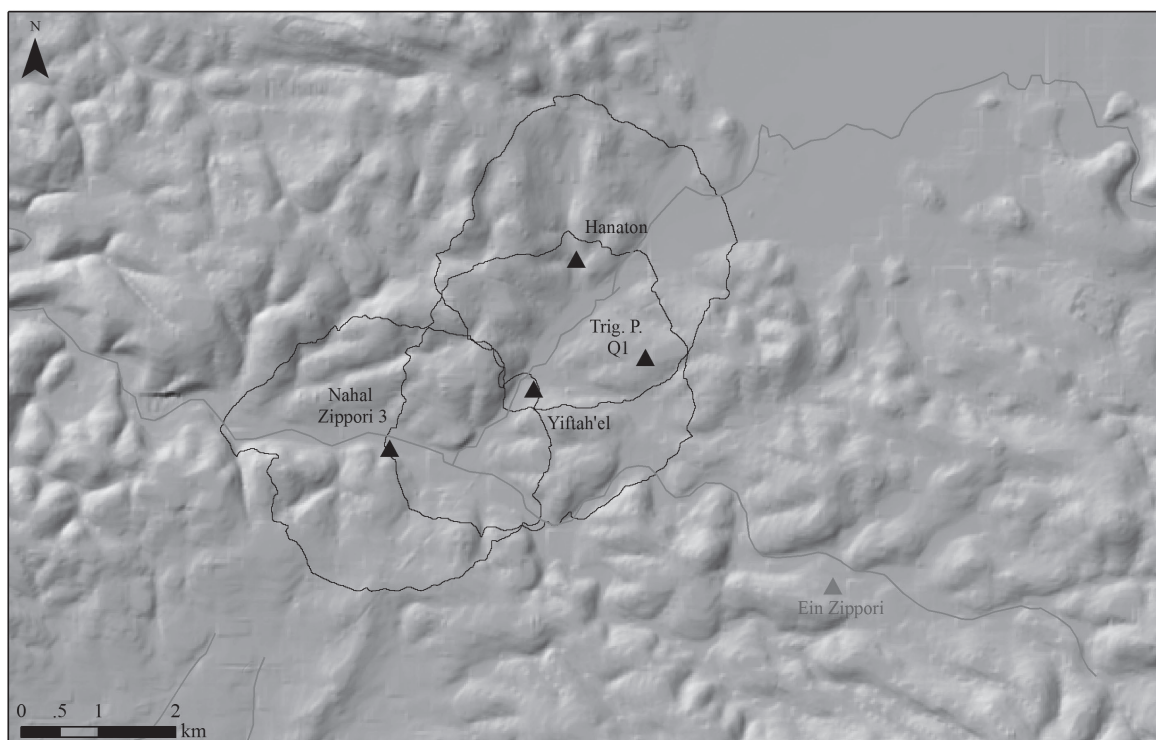 N
Hanaton
Trig. P.
Q1
Nahal
Zippori 3
Yiftah'el
Ein Zippori
0 .5 1 2
km